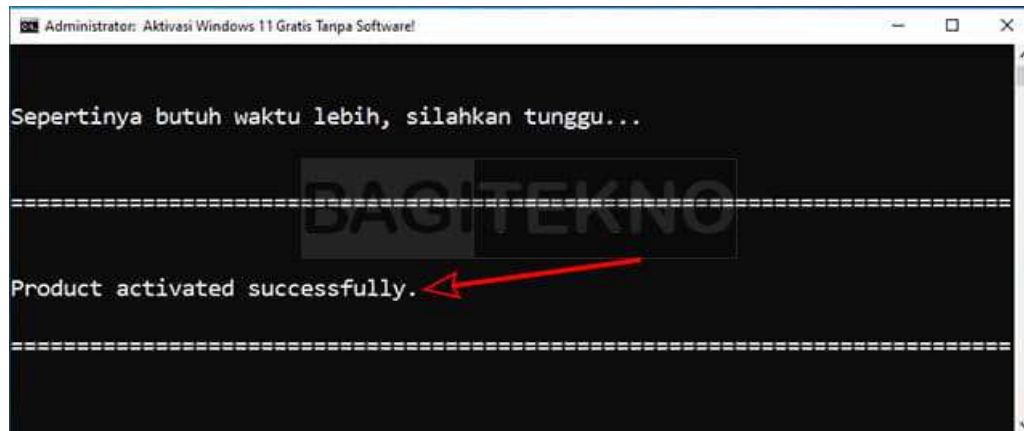 Administrator: Aktivasi Windows 11 Gratis Tanpa Software!
Sepertinya butuh waktu lebih, silahkan tunggu...
BAGITEKNO
============================================================================
Product activated successfully.
============================================================================